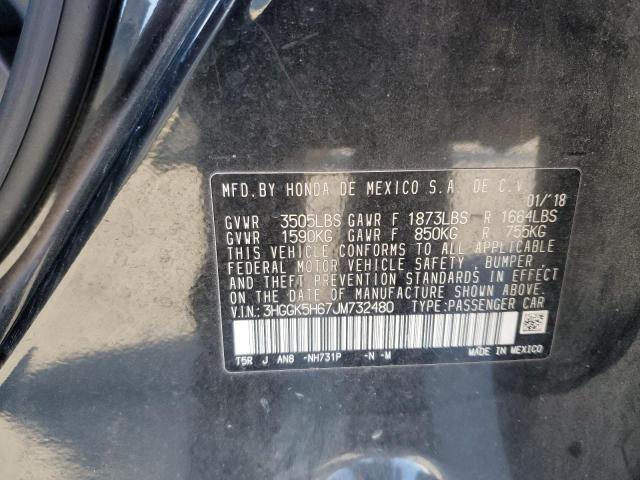 MFD.BY HONDA DE MEXICO S.A. DE C.V.
01/'18
GVWR 3505LBS GAWR F 1873LBS R 1664LBS
GVWR 1590KG GAWR F 850KG R 755KG
THIS VEHICLE CONFORMS TO ALL APPLICABLE
FEDERAL MOTOR VEHICLE SAFETY, BUMPER,
AND THEFT PREVENTION STANDARDS IN EFFECT
ON THE DATE OF MANUFACTURE SHOWN ABOVE.
V.I.N.: 3HGGK5H67JM732480 TYPE:PASSENGER CAR
T5R J AN8 -NH731P -N -M MADE IN MEXICO